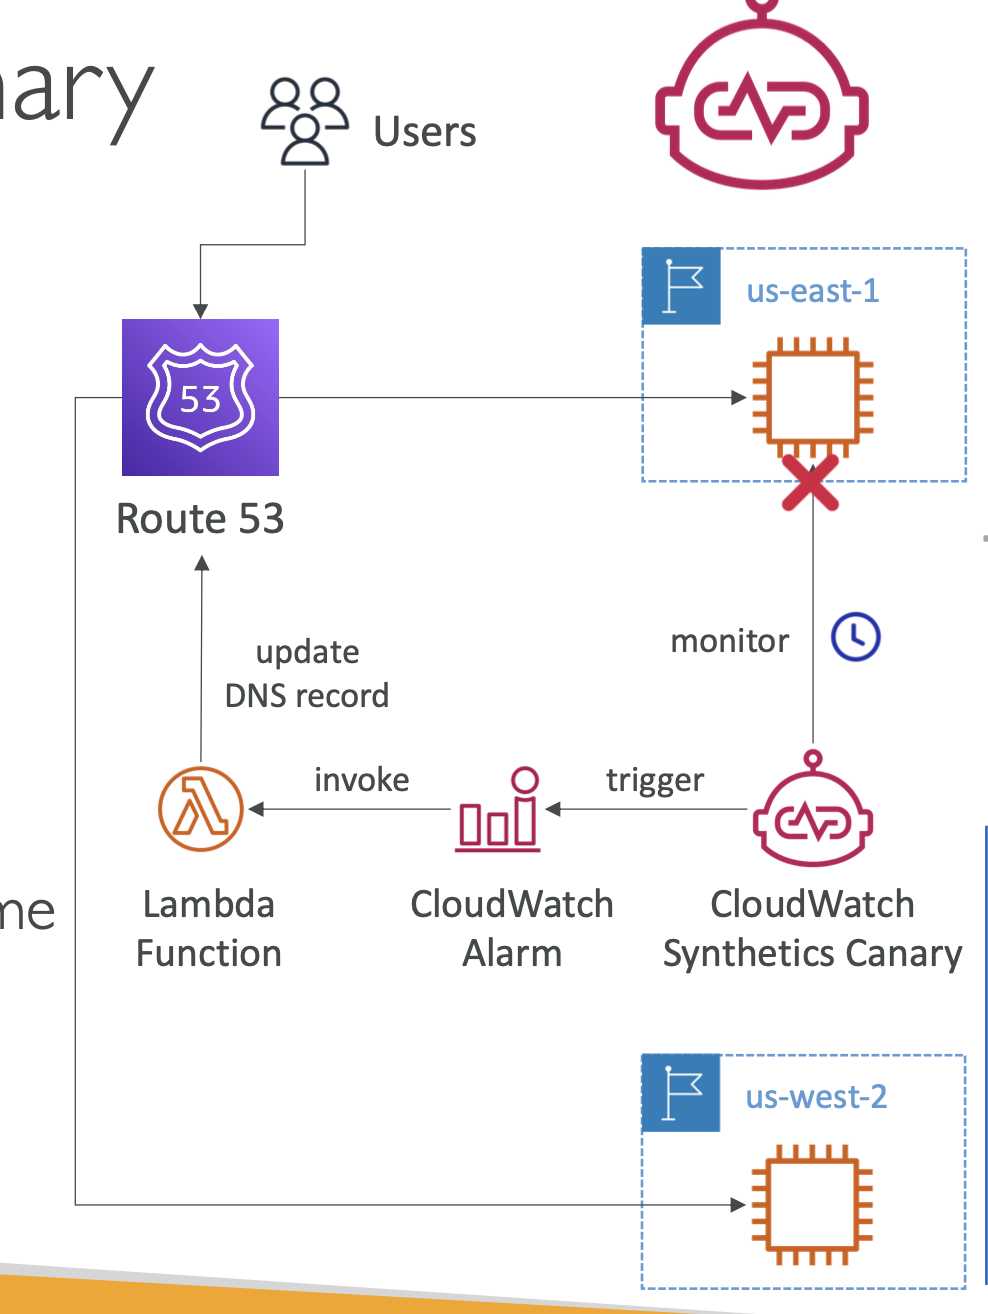 nary
Users
us-east-1
53
Route 53
update
DNS record
monitor
invoke
trigger
me
Lambda
Function
CloudWatch
Alarm
CloudWatch
Synthetics Canary
us-west-2